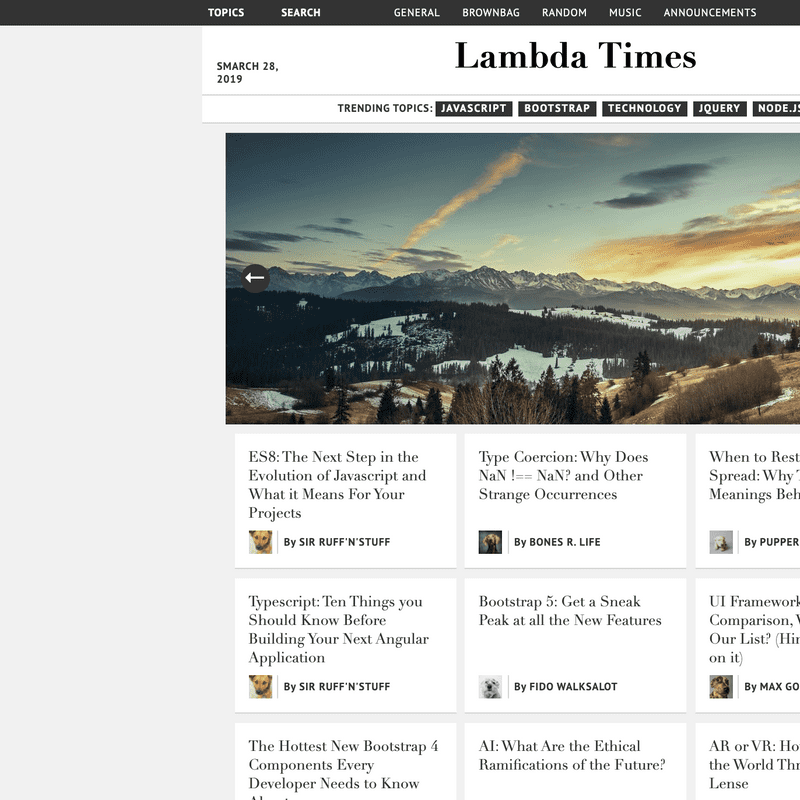 TOPICS SEARCH GENERAL BROWNBAG RANDOM MUSIC ANNOUNCEMENTS
Lambda Times
SMARCH 28,
2019
TRENDING TOPICS: JAVASCRIPT BOOTSTRAP TECHNOLOGY JQUERY NODE.JS
ES8: The Next Step in the
Evolution of Javascript and
What it Means For Your
Projects
By SIR RUFF'N'STUFF
Type Coercion: Why Does
NaN !== NaN? and Other
Strange Occurrences
By BONES R. LIFE
When to Rest
Spread: Why
Meanings
By PUPPER
Typescript: Ten Things you
Should Know Before
Building Your Next Angular
Application
By SIR RUFF'N'STUFF
Bootstrap 5: Get a Sneak
Peak at all the New Features
By FIDO WALKSALOT
UI Framework
Comparison,
Our List? (Hin
on it)
By MAX GO
The Hottest New Bootstrap 4
Components Every
Developer Needs to Know
AI: What Are the Ethical
Ramifications of the Future?
AR or VR: Ho
the World Thr
Lense